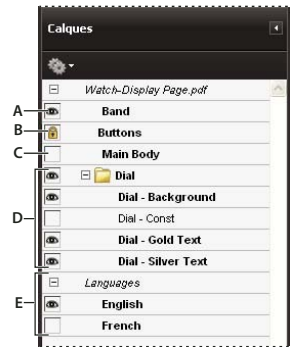 Calques
Watch-Display Page.pdf
A
Band
B
Buttons
C
Main Body
Dial
Dial - Background
D
Dial - Const
Dial - Gold Text
Dial - Silver Text
Languages
E
English
French